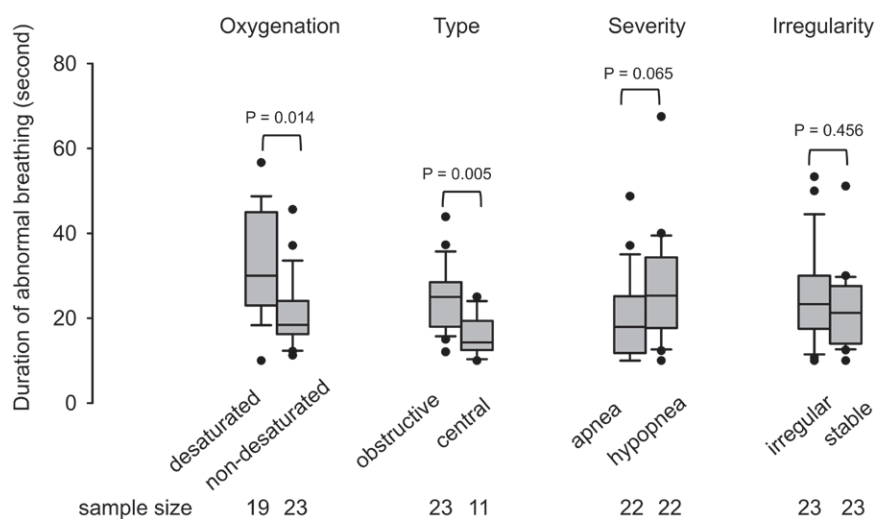 Oxygenation Type Severity Irregularity
Duration of abnormal breathing (second)
80
60
40
20
0
P = 0.014
P = 0.005
P = 0.065
P = 0.456
desaturated
non-desaturated
obstructive
central
apnea
hypopnea
irregular
stable
sample size 19 23 23 11 22 22 23 23